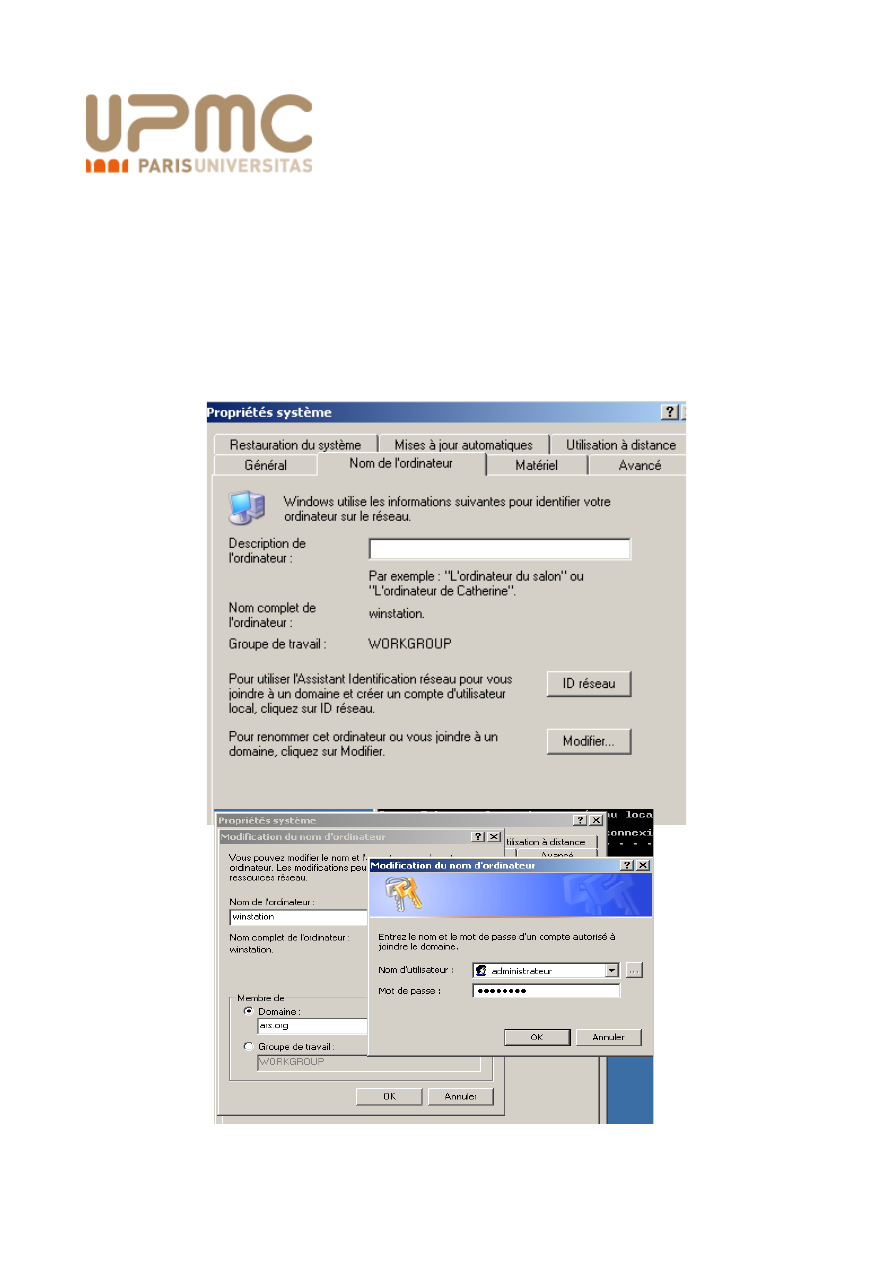 UPMC
PARISUNIVERSITAS
Propriétés système
Restauration du système
Mises à jour automatiques
Utilisation à distance
Général
Nom de l'ordinateur
Matériel
Avancé
Windows utilise les informations suivantes pour identifier votre
ordinateur sur le réseau.
Description de
l'ordinateur :
Par exemple : "L'ordinateur du salon" ou
"L'ordinateur de Catherine".
Nom complet de
l'ordinateur :
winstation.
Groupe de travail :
WORKGROUP
Pour utiliser l'Assistant Identification réseau pour vous
joindre à un domaine et créer un compte d'utilisateur
local, cliquez sur ID réseau.
ID réseau
Pour renommer cet ordinateur ou vous joindre à un
domaine, cliquez sur Modifier.
Modifier...
au loca
Propriétés système
connexi
Modification du nom d'ordinateur
tilisation à distance
Avancé
Vous pouvez modifier le nom et
ordinateur. Les modifications peu
ressources réseau.
Nom de l'ordinateur :
winstation
Nom complet de l'ordinateur :
winstation.
Membre de
Domaine :
ars.org
Groupe de travail :
WORKGROUP
OK
Annuler
Modification du nom d'ordinateur
Entrez le nom et le mot de passe d'un compte autorisé à
joindre le domaine.
Nom d'utilisateur :
administrateur
...
Mot de passe :
●●●●●●●●
OK
Annuler